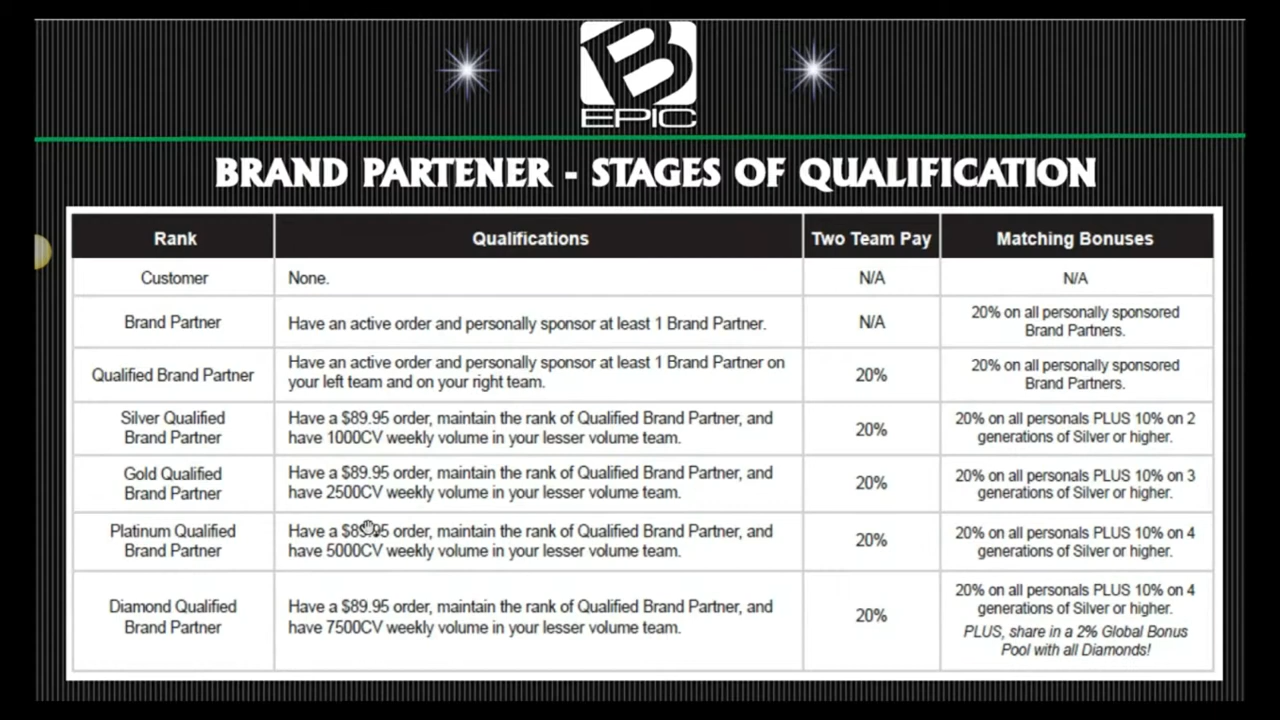 B
EPIC
BRAND PARTENER - STAGES OF QUALIFICATION
Rank Qualifications Two Team Pay Matching Bonuses
Customer None. N/A N/A
Brand Partner Have an active order and personally sponsor at least 1 Brand Partner. N/A 20% on all personally sponsored
Brand Partners.
Qualified Brand Partner Have an active order and personally sponsor at least 1 Brand Partner on
your left team and on your right team. 20% 20% on all personally sponsored
Brand Partners.
Silver Qualified
Brand Partner Have a $89.95 order, maintain the rank of Qualified Brand Partner, and
have 1000CV weekly volume in your lesser volume team. 20% 20% on all personals PLUS 10% on 2
generations of Silver or higher.
Gold Qualified
Brand Partner Have a $89.95 order, maintain the rank of Qualified Brand Partner, and
have 2500CV weekly volume in your lesser volume team. 20% 20% on all personals PLUS 10% on 3
generations of Silver or higher.
Platinum Qualified
Brand Partner Have a $89.95 order, maintain the rank of Qualified Brand Partner, and
have 5000CV weekly volume in your lesser volume team. 20% 20% on all personals PLUS 10% on 4
generations of Silver or higher.
Diamond Qualified
Brand Partner Have a $89.95 order, maintain the rank of Qualified Brand Partner, and
have 7500CV weekly volume in your lesser volume team. 20% 20% on all personals PLUS 10% on 4
generations of Silver or higher.
PLUS, share in a 2% Global Bonus
Pool with all Diamonds!